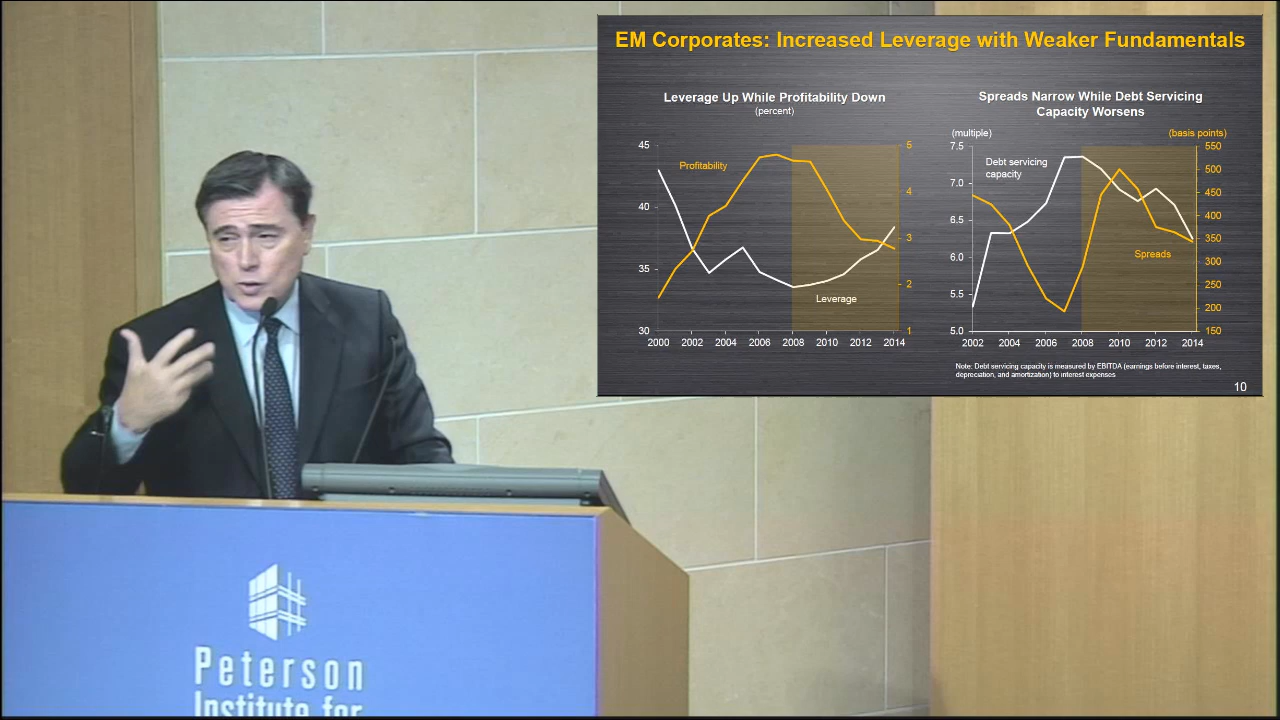 EM Corporates: Increased Leverage with Weaker Fundamentals
Leverage Up While Profitability Down
(percent)
45
40
35
30
5
4
3
2
1
Profitability
Leverage
2000 2002 2004 2006 2008 2010 2012 2014
Spreads Narrow While Debt Servicing
Capacity Worsens
(multiple)
(basis points)
7.5
7.0
6.5
6.0
5.5
5.0
550
500
450
400
350
300
250
200
150
Debt servicing
capacity
Spreads
2002 2004 2006 2008 2010 2012 2014
Note: Debt servicing capacity is measured by EBITDA (earnings before interest, taxes,
depreciation, and amortization) to interest expenses
10
Peterson
Institute for